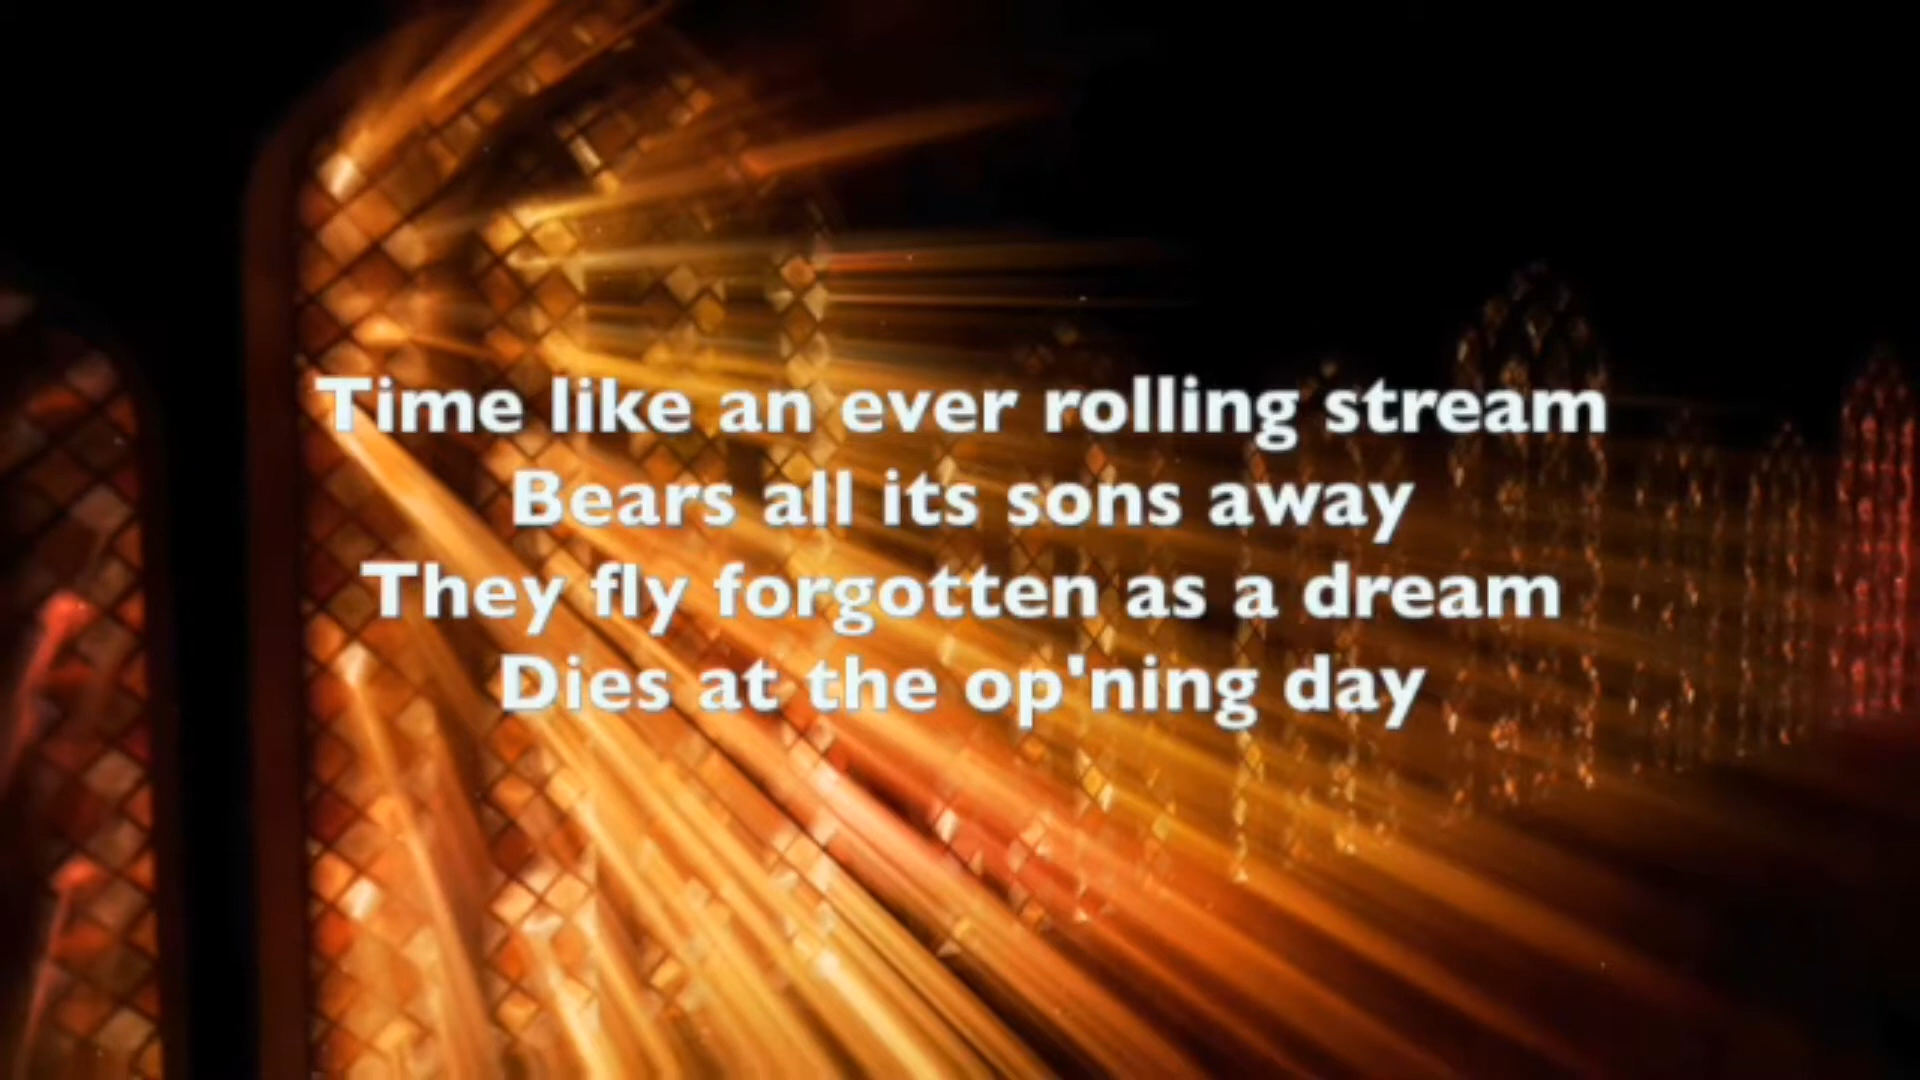 Time like an ever rolling stream
Bears all its sons away
They fly forgotten as a dream
Dies at the op'ning day